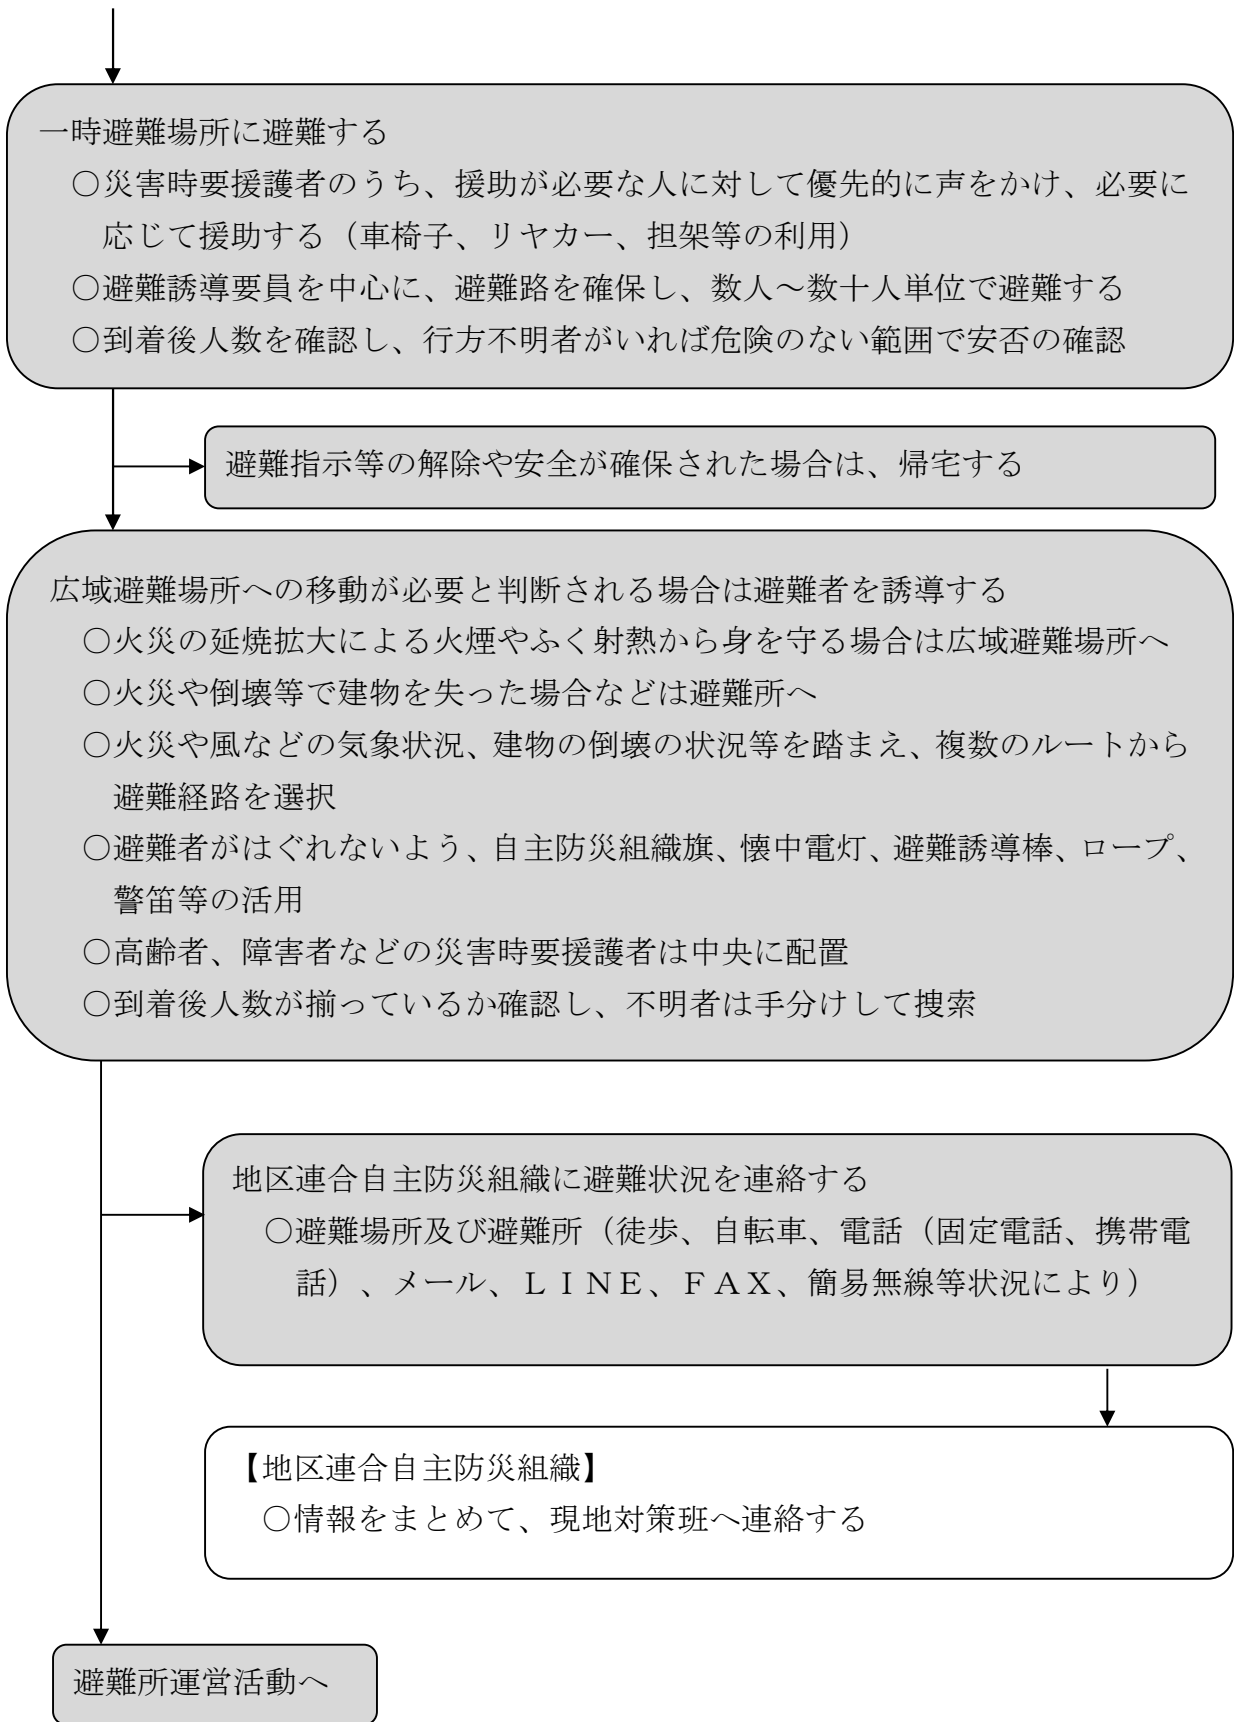 一時避難場所に避難する
○災害時要援護者のうち、援助が必要な人に対して優先的に声をかけ、必要に
応じて援助する（車椅子、リヤカー、担架等の利用）
○避難誘導要員を中心に、避難路を確保し、数人～数十人単位で避難する
○到着後人数を確認し、行方不明者がいれば危険のない範囲で安否の確認
避難指示等の解除や安全が確保された場合は、帰宅する
広域避難場所への移動が必要と判断される場合は避難者を誘導する
○火災の延焼拡大による火煙やふく射熱から身を守る場合は広域避難場所へ
○火災や倒壊等で建物を失った場合などは避難所へ
○火災や風などの気象状況、建物の倒壊の状況等を踏まえ、複数のルートから
避難経路を選択
○避難者がはぐれないよう、自主防災組織旗、懐中電灯、避難誘導棒、ロープ、
警笛等の活用
○高齢者、障害者などの災害時要援護者は中央に配置
○到着後人数が揃っているか確認し、不明者は手分けして捜索
地区連合自主防災組織に避難状況を連絡する
○避難場所及び避難所（徒歩、自転車、電話（固定電話、携帯電
話）、メール、ＬＩＮＥ、ＦＡＸ、簡易無線等状況により）
【地区連合自主防災組織】
○情報をまとめて、現地対策班へ連絡する
避難所運営活動へ